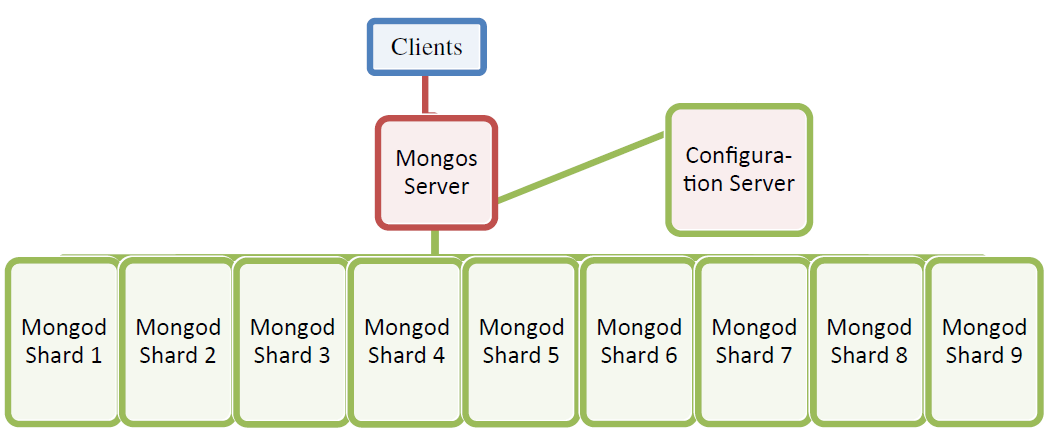 Clients
Mongos
Server
Configura-
tion Server
Mongod
Shard 1
Mongod
Shard 2
Mongod
Shard 3
Mongod
Shard 4
Mongod
Shard 5
Mongod
Shard 6
Mongod
Shard 7
Mongod
Shard 8
Mongod
Shard 9